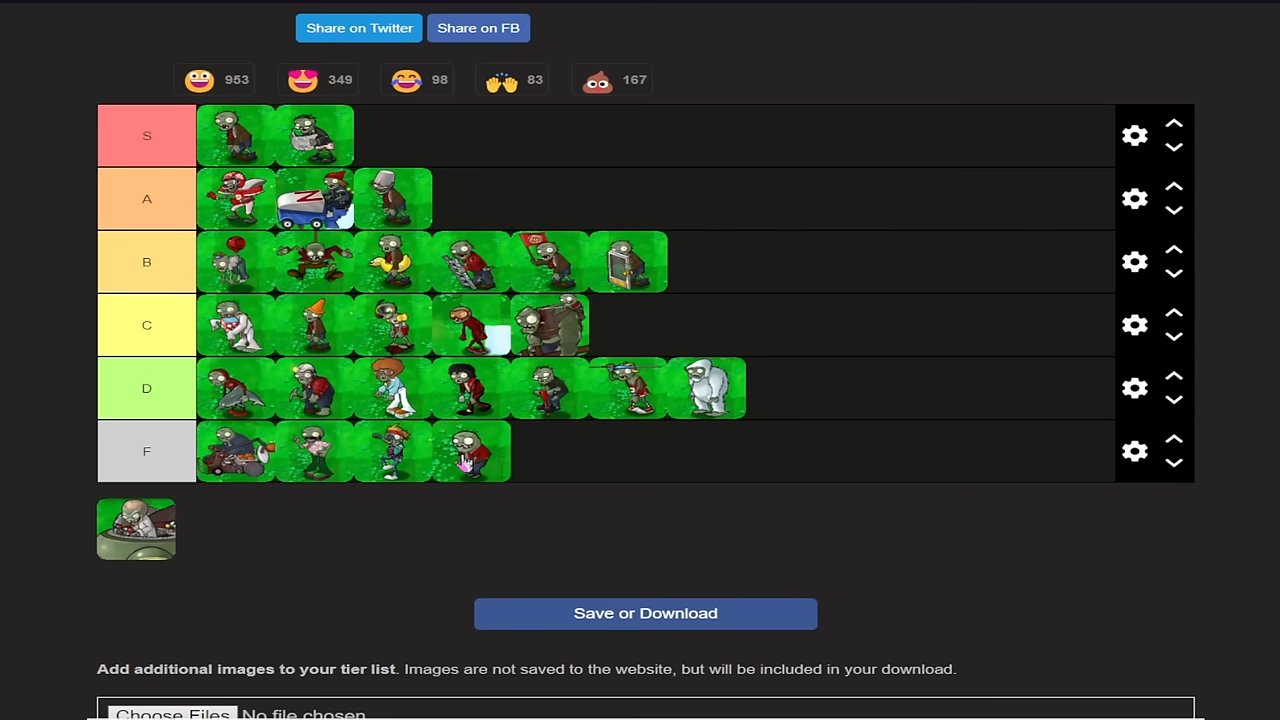 Share on Twitter Share on FB
953 349 98 83 167
S
A
B
C
D
F
Save or Download
Add additional images to your tier list. Images are not saved to the website, but will be included in your download.
Choose Files No file chosen